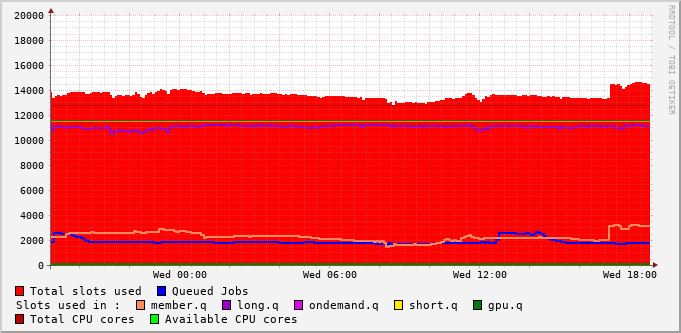 20000
18000
16000
14000
12000
10000
8000
6000
4000
2000
0
Wed 00:00 Wed 06:00 Wed 12:00 Wed 18:00
RRDTOOL / TOBI OETIKER
Total slots used Queued Jobs
Slots used in : member.q long.q ondemand.q short.q gpu.q
Total CPU cores Available CPU cores